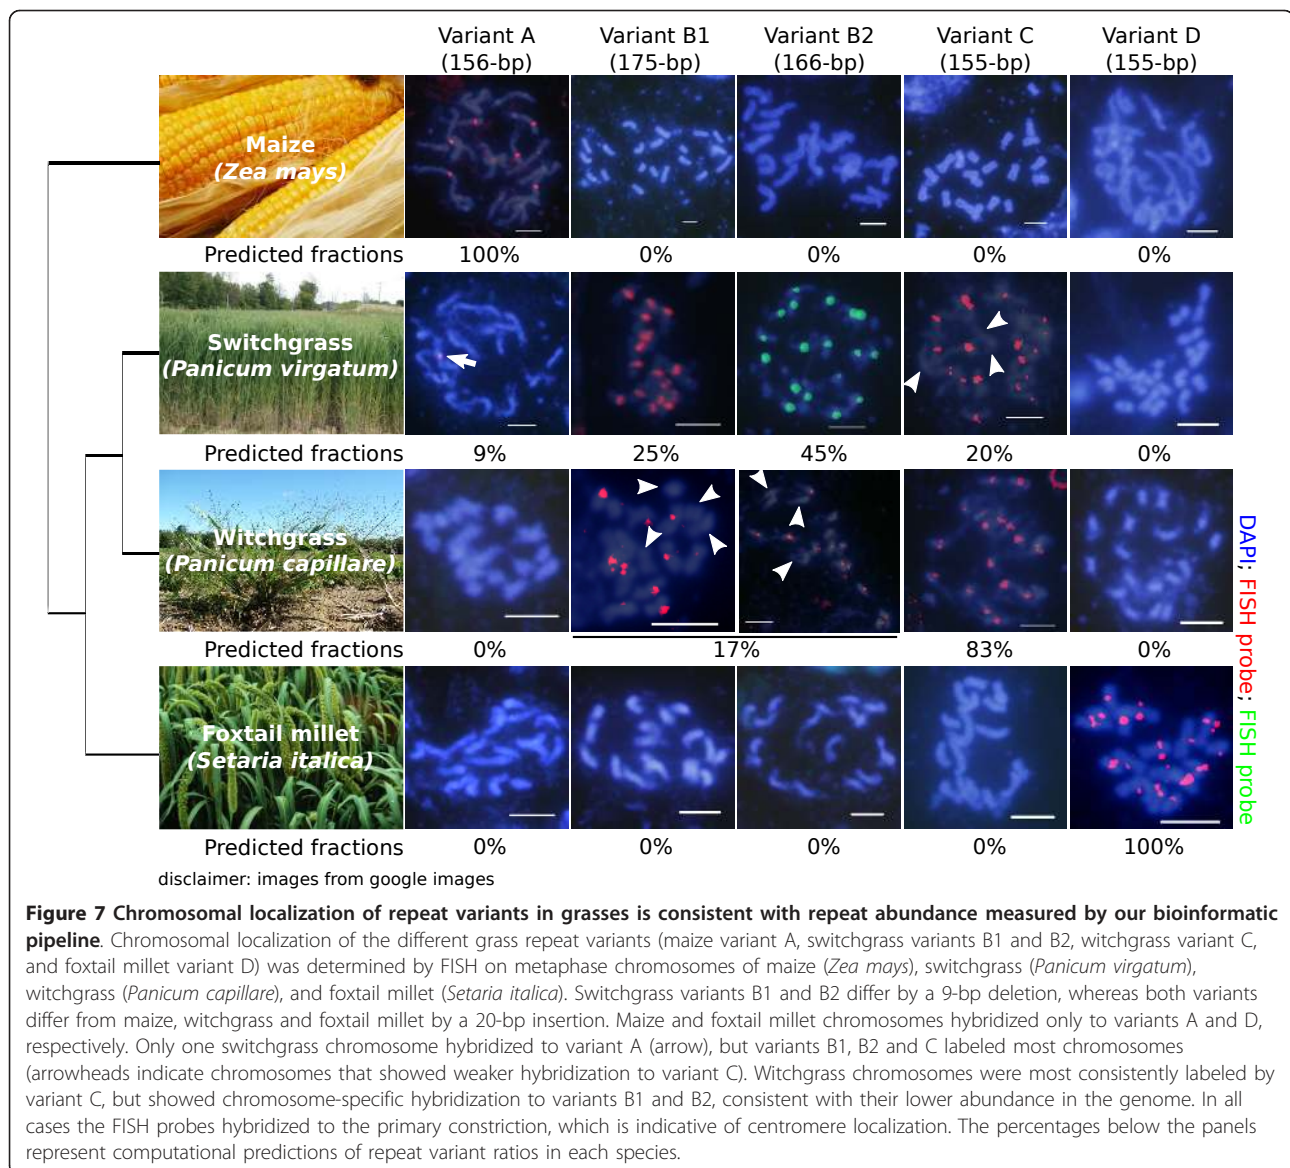 Variant A Variant B1 Variant B2 Variant C Variant D
(156-bp) (175-bp) (166-bp) (155-bp) (155-bp)
Maize
(Zea mays)
Predicted fractions 100% 0% 0% 0% 0%
Switchgrass
(Panicum virgatum)
Predicted fractions 9% 25% 45% 20% 0%
Witchgrass
(Panicum capillare)
Predicted fractions 0% 17% 83% 0%
Foxtail millet
(Setaria italica)
Predicted fractions 0% 0% 0% 0% 100%
DAPI; FISH probe; FISH probe
disclaimer: images from google images
Figure 7 Chromosomal localization of repeat variants in grasses is consistent with repeat abundance measured by our bioinformatic
pipeline. Chromosomal localization of the different grass repeat variants (maize variant A, switchgrass variants B1 and B2, witchgrass variant C,
and foxtail millet variant D) was determined by FISH on metaphase chromosomes of maize (Zea mays), switchgrass (Panicum virgatum),
witchgrass (Panicum capillare), and foxtail millet (Setaria italica). Switchgrass variants B1 and B2 differ by a 9-bp deletion, whereas both variants
differ from maize, witchgrass and foxtail millet by a 20-bp insertion. Maize and foxtail millet chromosomes hybridized only to variants A and D,
respectively. Only one switchgrass chromosome hybridized to variant A (arrow), but variants B1, B2 and C labeled most chromosomes
(arrowheads indicate chromosomes that showed weaker hybridization to variant C). Witchgrass chromosomes were most consistently labeled by
variant C, but showed chromosome-specific hybridization to variants B1 and B2, consistent with their lower abundance in the genome. In all
cases the FISH probes hybridized to the primary constriction, which is indicative of centromere localization. The percentages below the panels
represent computational predictions of repeat variant ratios in each species.